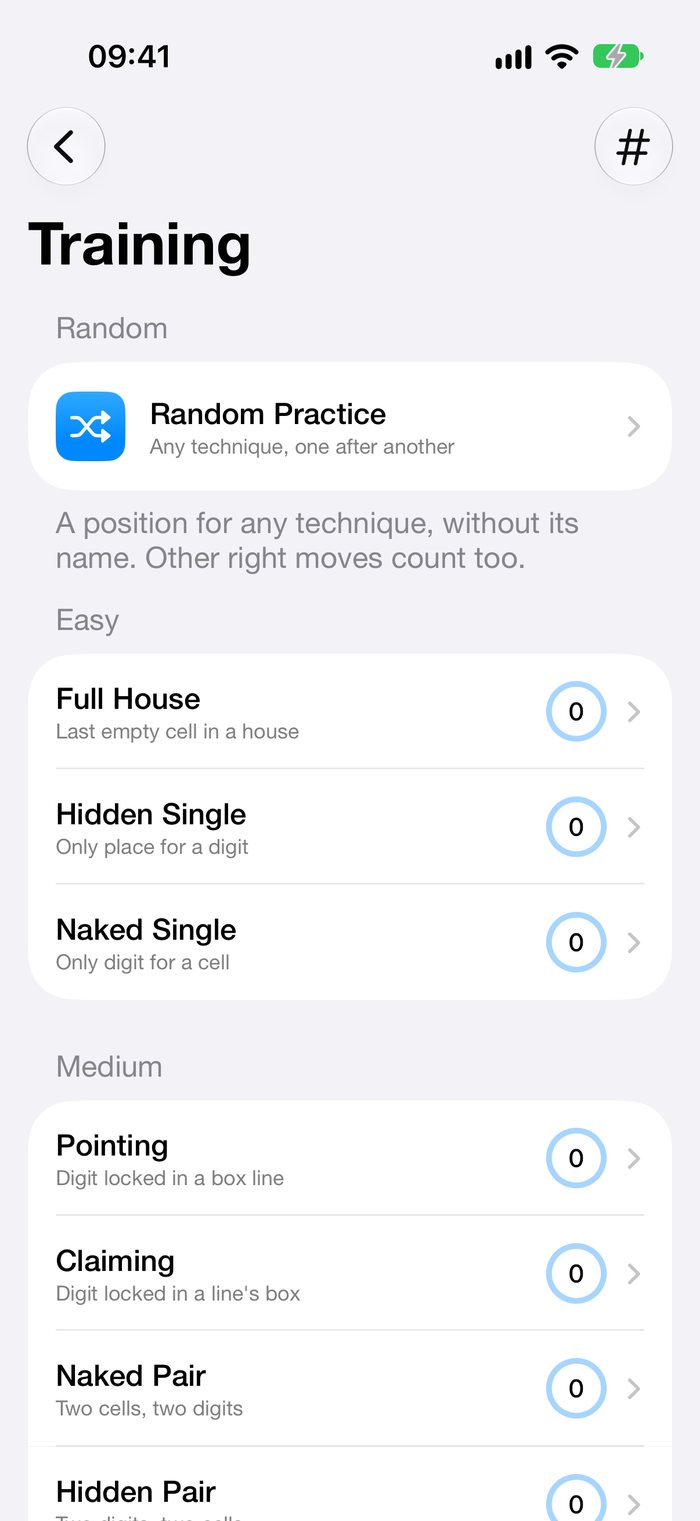 09:41
#
Training
Random
Random Practice
Any technique, one after another
A position for any technique, without its
name. Other right moves count too.
Easy
Full House
0
Last empty cell in a house
Hidden Single
0
Only place for a digit
Naked Single
0
Only digit for a cell
Medium
Pointing
0
Digit locked in a box line
Claiming
0
Digit locked in a line's box
Naked Pair
0
Two cells, two digits
Hidden Pair
0